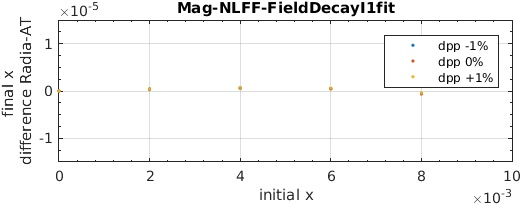 ×10⁻⁵
Mag-NLFF-FieldDecayI1fit
final x
difference Radia-AT
1
0
-1
dpp -1%
dpp 0%
dpp +1%
0 2 4 6 8 10
×10⁻³
initial x